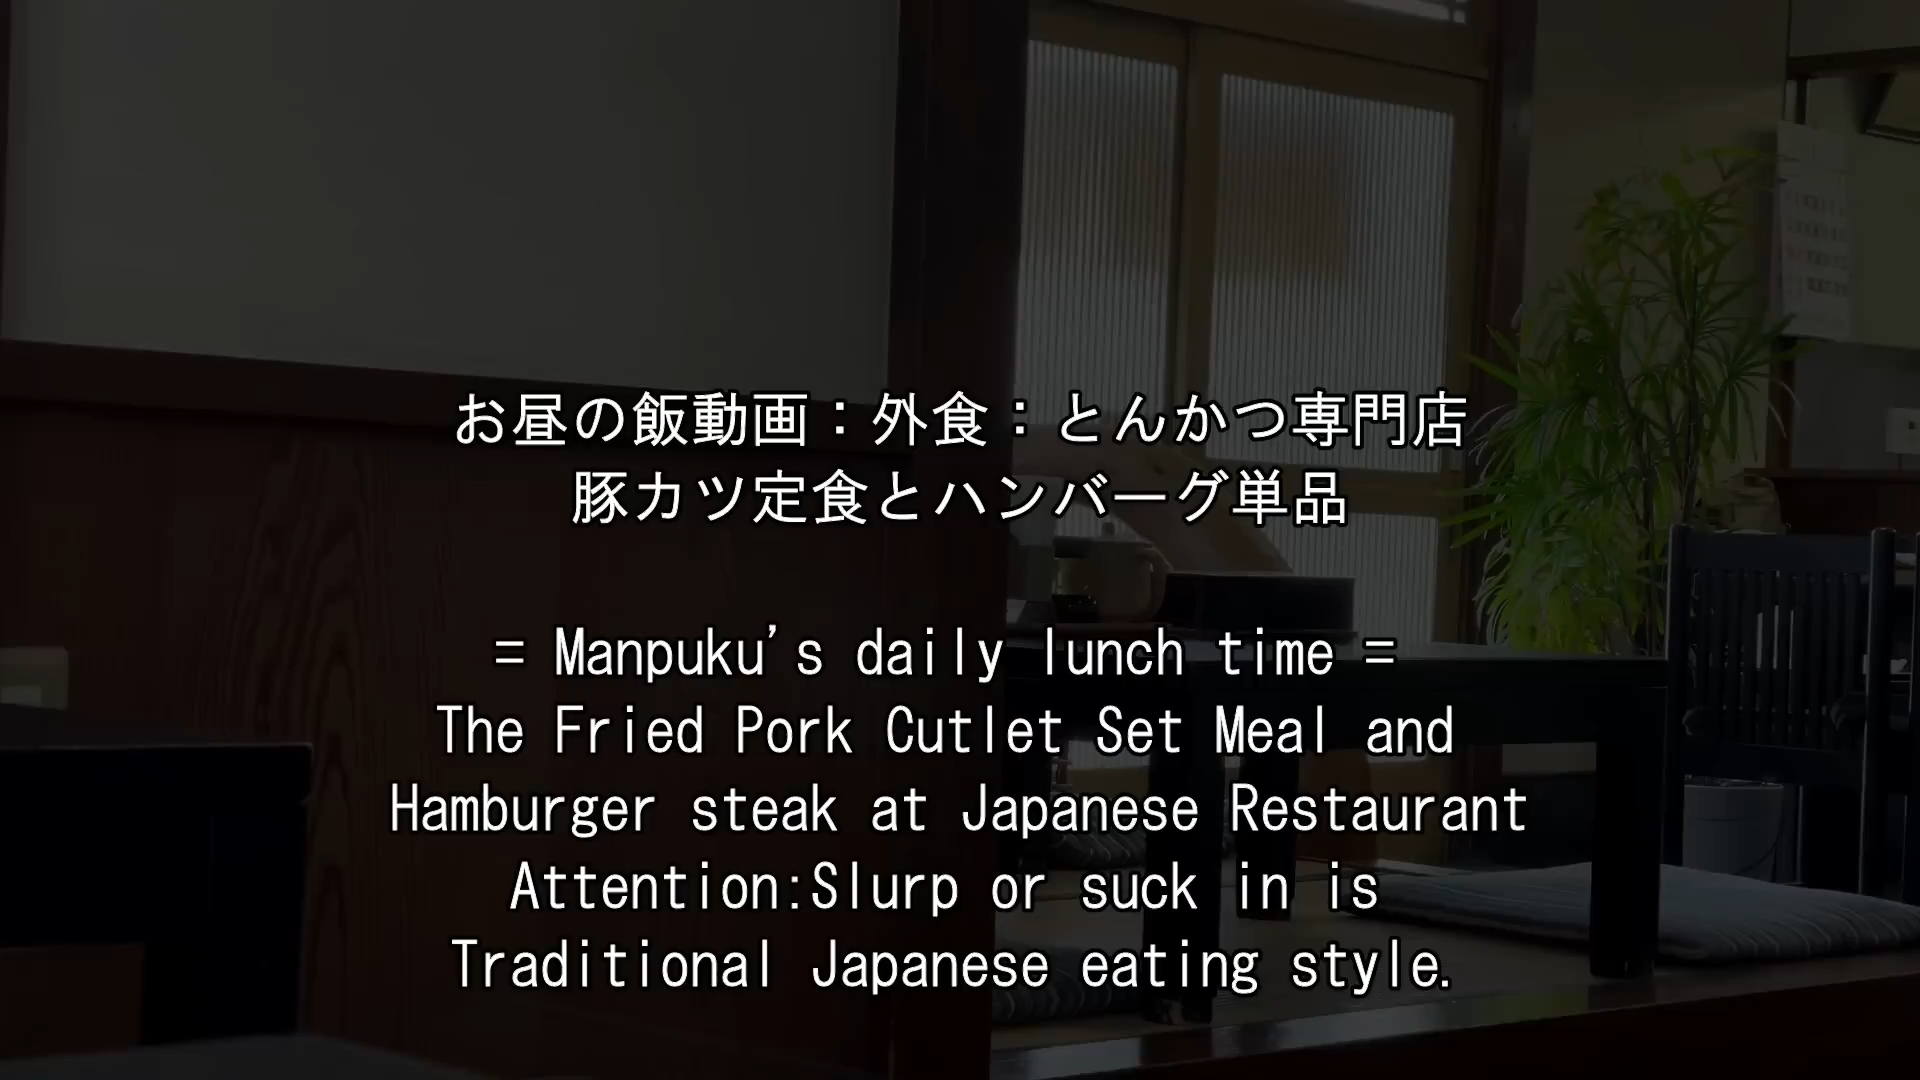 お昼の飯動画：外食：とんかつ専門店
豚カツ定食とハンバーグ単品
= Manpuku's daily lunch time =
The Fried Pork Cutlet Set Meal and
Hamburger steak at Japanese Restaurant
Attention:Slurp or suck in is
Traditional Japanese eating style.